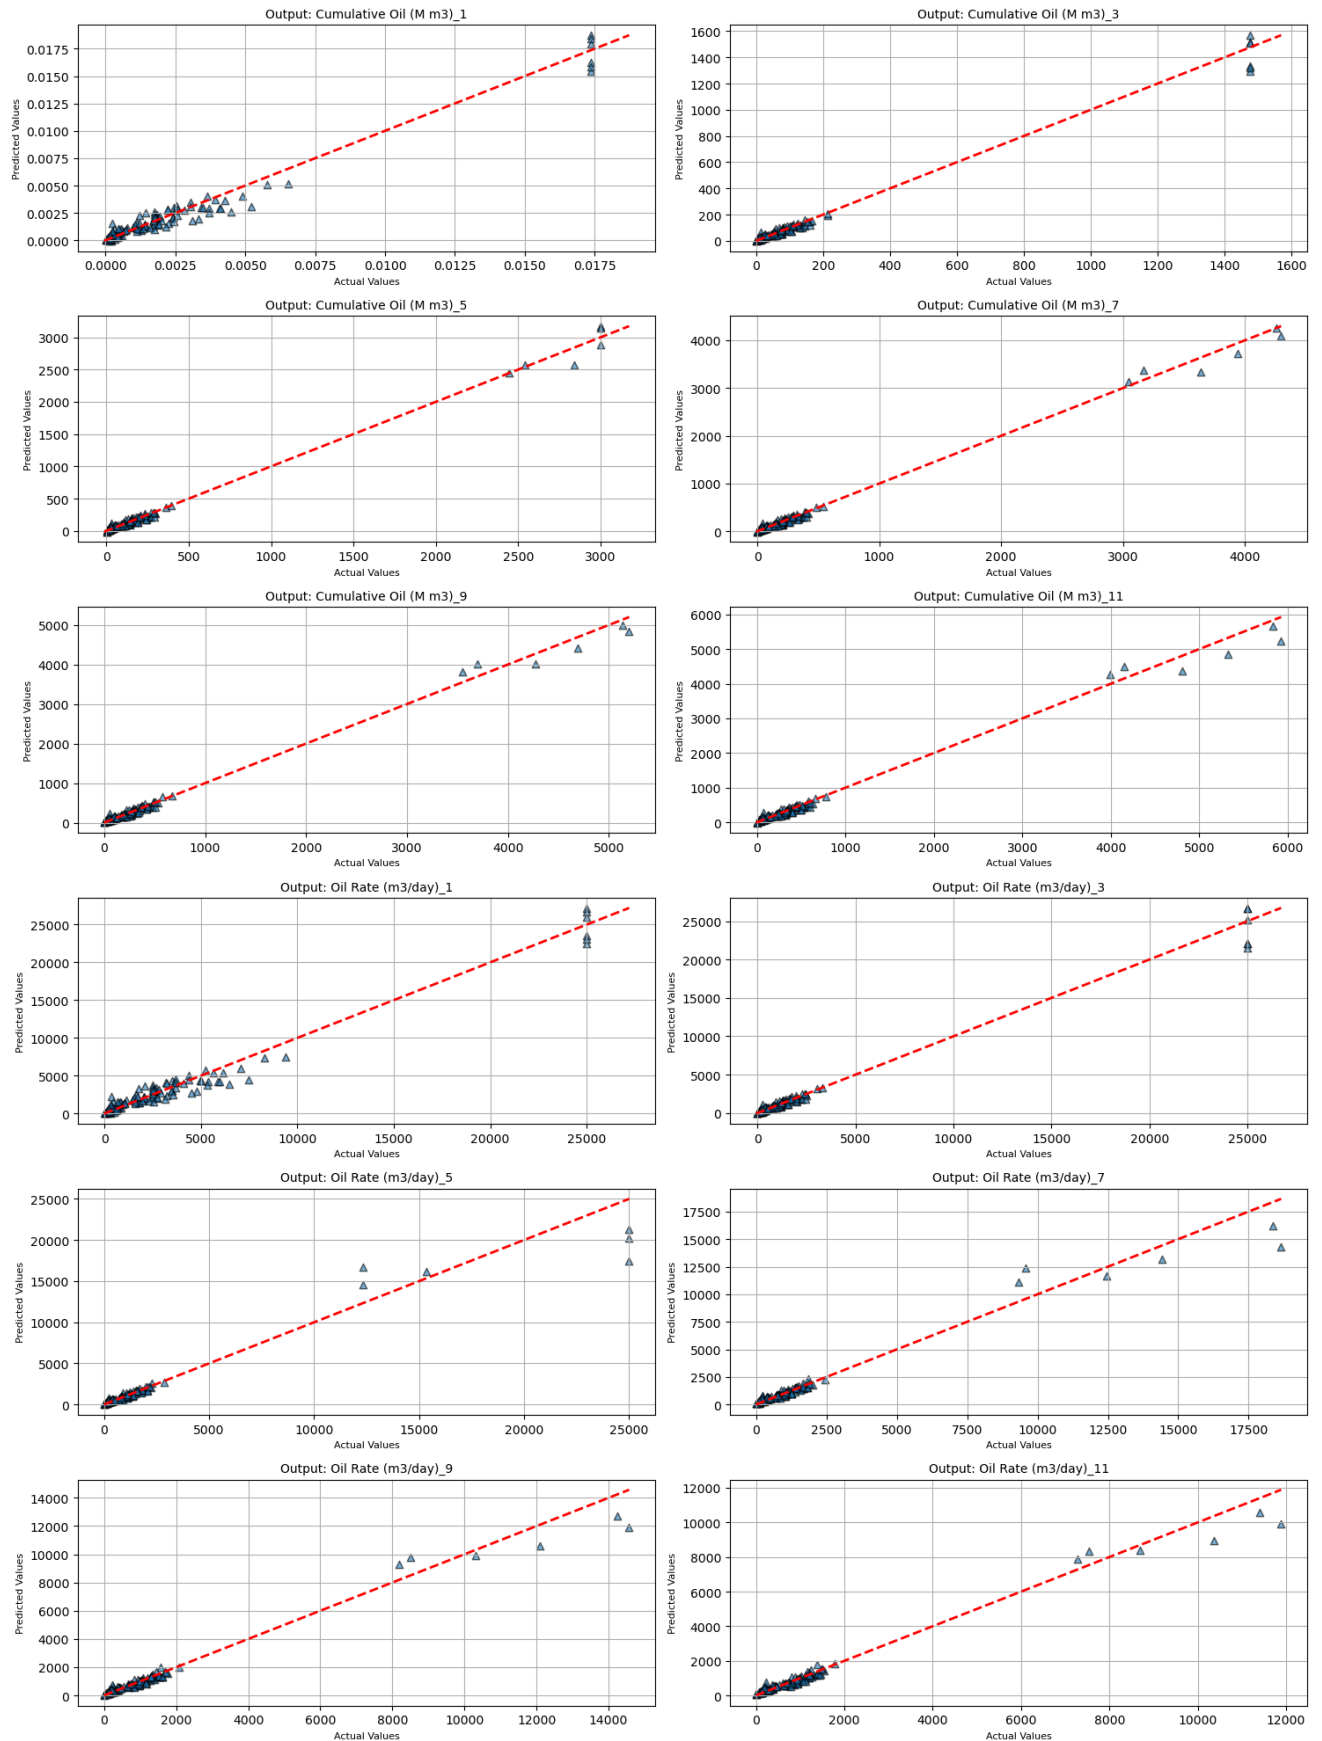 Output: Cumulative Oil (M m3)_1
Predicted Values
0.0175
0.0150
0.0125
0.0100
0.0075
0.0050
0.0025
0.0000
0.0000 0.0025 0.0050 0.0075 0.0100 0.0125 0.0150 0.0175
Actual Values
Output: Cumulative Oil (M m3)_3
Predicted Values
1600
1400
1200
1000
800
600
400
200
0
0 200 400 600 800 1000 1200 1400 1600
Actual Values
Output: Cumulative Oil (M m3)_5
Predicted Values
3000
2500
2000
1500
1000
500
0
0 500 1000 1500 2000 2500 3000
Actual Values
Output: Cumulative Oil (M m3)_7
Predicted Values
4000
3000
2000
1000
0
0 1000 2000 3000 4000
Actual Values
Output: Cumulative Oil (M m3)_9
Predicted Values
5000
4000
3000
2000
1000
0
0 1000 2000 3000 4000 5000
Actual Values
Output: Cumulative Oil (M m3)_11
Predicted Values
6000
5000
4000
3000
2000
1000
0
0 1000 2000 3000 4000 5000 6000
Actual Values
Output: Oil Rate (m3/day)_1
Predicted Values
25000
20000
15000
10000
5000
0
0 5000 10000 15000 20000 25000
Actual Values
Output: Oil Rate (m3/day)_3
Predicted Values
25000
20000
15000
10000
5000
0
0 5000 10000 15000 20000 25000
Actual Values
Output: Oil Rate (m3/day)_5
Predicted Values
25000
20000
15000
10000
5000
0
0 5000 10000 15000 20000 25000
Actual Values
Output: Oil Rate (m3/day)_7
Predicted Values
17500
15000
12500
10000
7500
5000
2500
0
0 2500 5000 7500 10000 12500 15000 17500
Actual Values
Output: Oil Rate (m3/day)_9
Predicted Values
14000
12000
10000
8000
6000
4000
2000
0
0 2000 4000 6000 8000 10000 12000 14000
Actual Values
Output: Oil Rate (m3/day)_11
Predicted Values
12000
10000
8000
6000
4000
2000
0
0 2000 4000 6000 8000 10000 12000
Actual Values